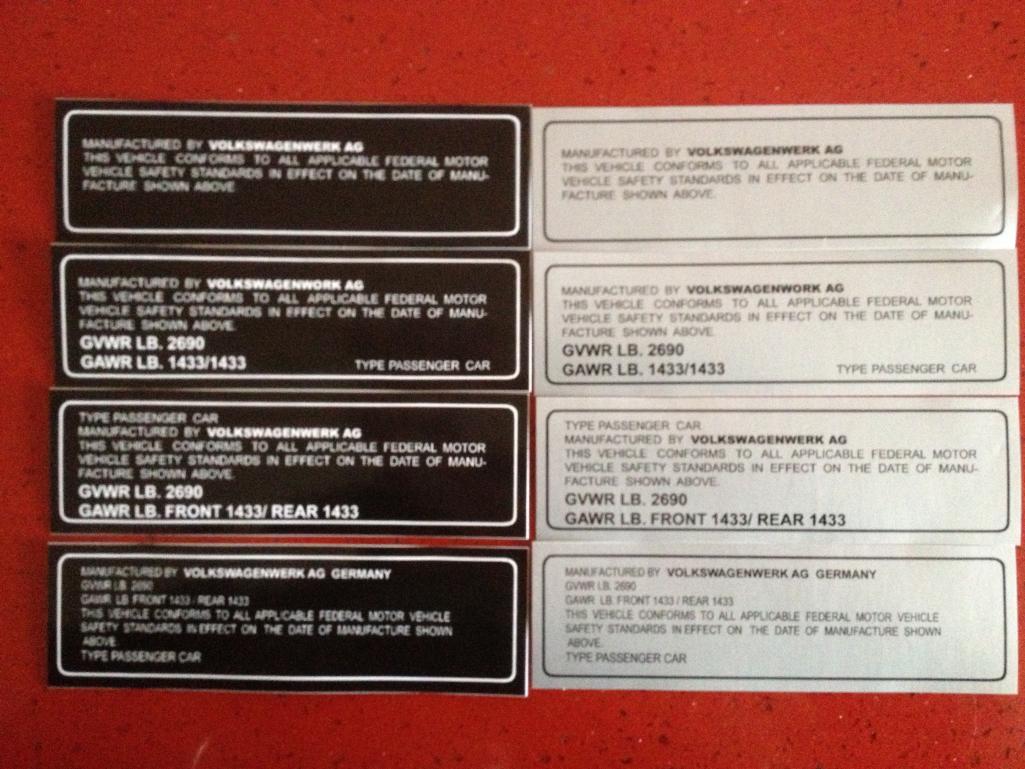 MANUFACTURED BY VOLKSWAGENWERK AG
THIS VEHICLE CONFORMS TO ALL APPLICABLE FEDERAL MOTOR
VEHICLE SAFETY STANDARDS IN EFFECT ON THE DATE OF MANU-
FACTURE SHOWN ABOVE.
MANUFACTURED BY VOLKSWAGENWERK AG
THIS VEHICLE CONFORMS TO ALL APPLICABLE FEDERAL MOTOR
VEHICLE SAFETY STANDARDS IN EFFECT ON THE DATE OF MANU-
FACTURE SHOWN ABOVE.
MANUFACTURED BY VOLKSWAGENWORK AG
THIS VEHICLE CONFORMS TO ALL APPLICABLE FEDERAL MOTOR
VEHICLE SAFETY STANDARDS IN EFFECT ON THE DATE OF MANU-
FACTURE SHOWN ABOVE.
GVWR LB. 2690
GAWR LB. 1433/1433 TYPE PASSENGER CAR
MANUFACTURED BY VOLKSWAGENWORK AG
THIS VEHICLE CONFORMS TO ALL APPLICABLE FEDERAL MOTOR
VEHICLE SAFETY STANDARDS IN EFFECT ON THE DATE OF MANU-
FACTURE SHOWN ABOVE.
GVWR LB. 2690
GAWR LB. 1433/1433 TYPE PASSENGER CAR
TYPE PASSENGER CAR
MANUFACTURED BY VOLKSWAGENWERK AG
THIS VEHICLE CONFORMS TO ALL APPLICABLE FEDERAL MOTOR
VEHICLE SAFETY STANDARDS IN EFFECT ON THE DATE OF MANU-
FACTURE SHOWN ABOVE.
GVWR LB. 2690
GAWR LB. FRONT 1433/ REAR 1433
TYPE PASSENGER CAR
MANUFACTURED BY VOLKSWAGENWERK AG
THIS VEHICLE CONFORMS TO ALL APPLICABLE FEDERAL MOTOR
VEHICLE SAFETY STANDARDS IN EFFECT ON THE DATE OF MANU-
FACTURE SHOWN ABOVE.
GVWR LB. 2690
GAWR LB. FRONT 1433/ REAR 1433
MANUFACTURED BY VOLKSWAGENWERK AG GERMANY
GVWR LB. 2690
GAWR LB FRONT 1433 / REAR 1433
THIS VEHICLE CONFORMS TO ALL APPLICABLE FEDERAL MOTOR VEHICLE
SAFETY STANDARDS IN EFFECT ON THE DATE OF MANUFACTURE SHOWN
ABOVE.
TYPE PASSENGER CAR
MANUFACTURED BY VOLKSWAGENWERK AG GERMANY
GVWR LB. 2690
GAWR LB. FRONT 1433 / REAR 1433
THIS VEHICLE CONFORMS TO ALL APPLICABLE FEDERAL MOTOR VEHICLE
SAFETY STANDARDS IN EFFECT ON THE DATE OF MANUFACTURE SHOWN
ABOVE.
TYPE PASSENGER CAR